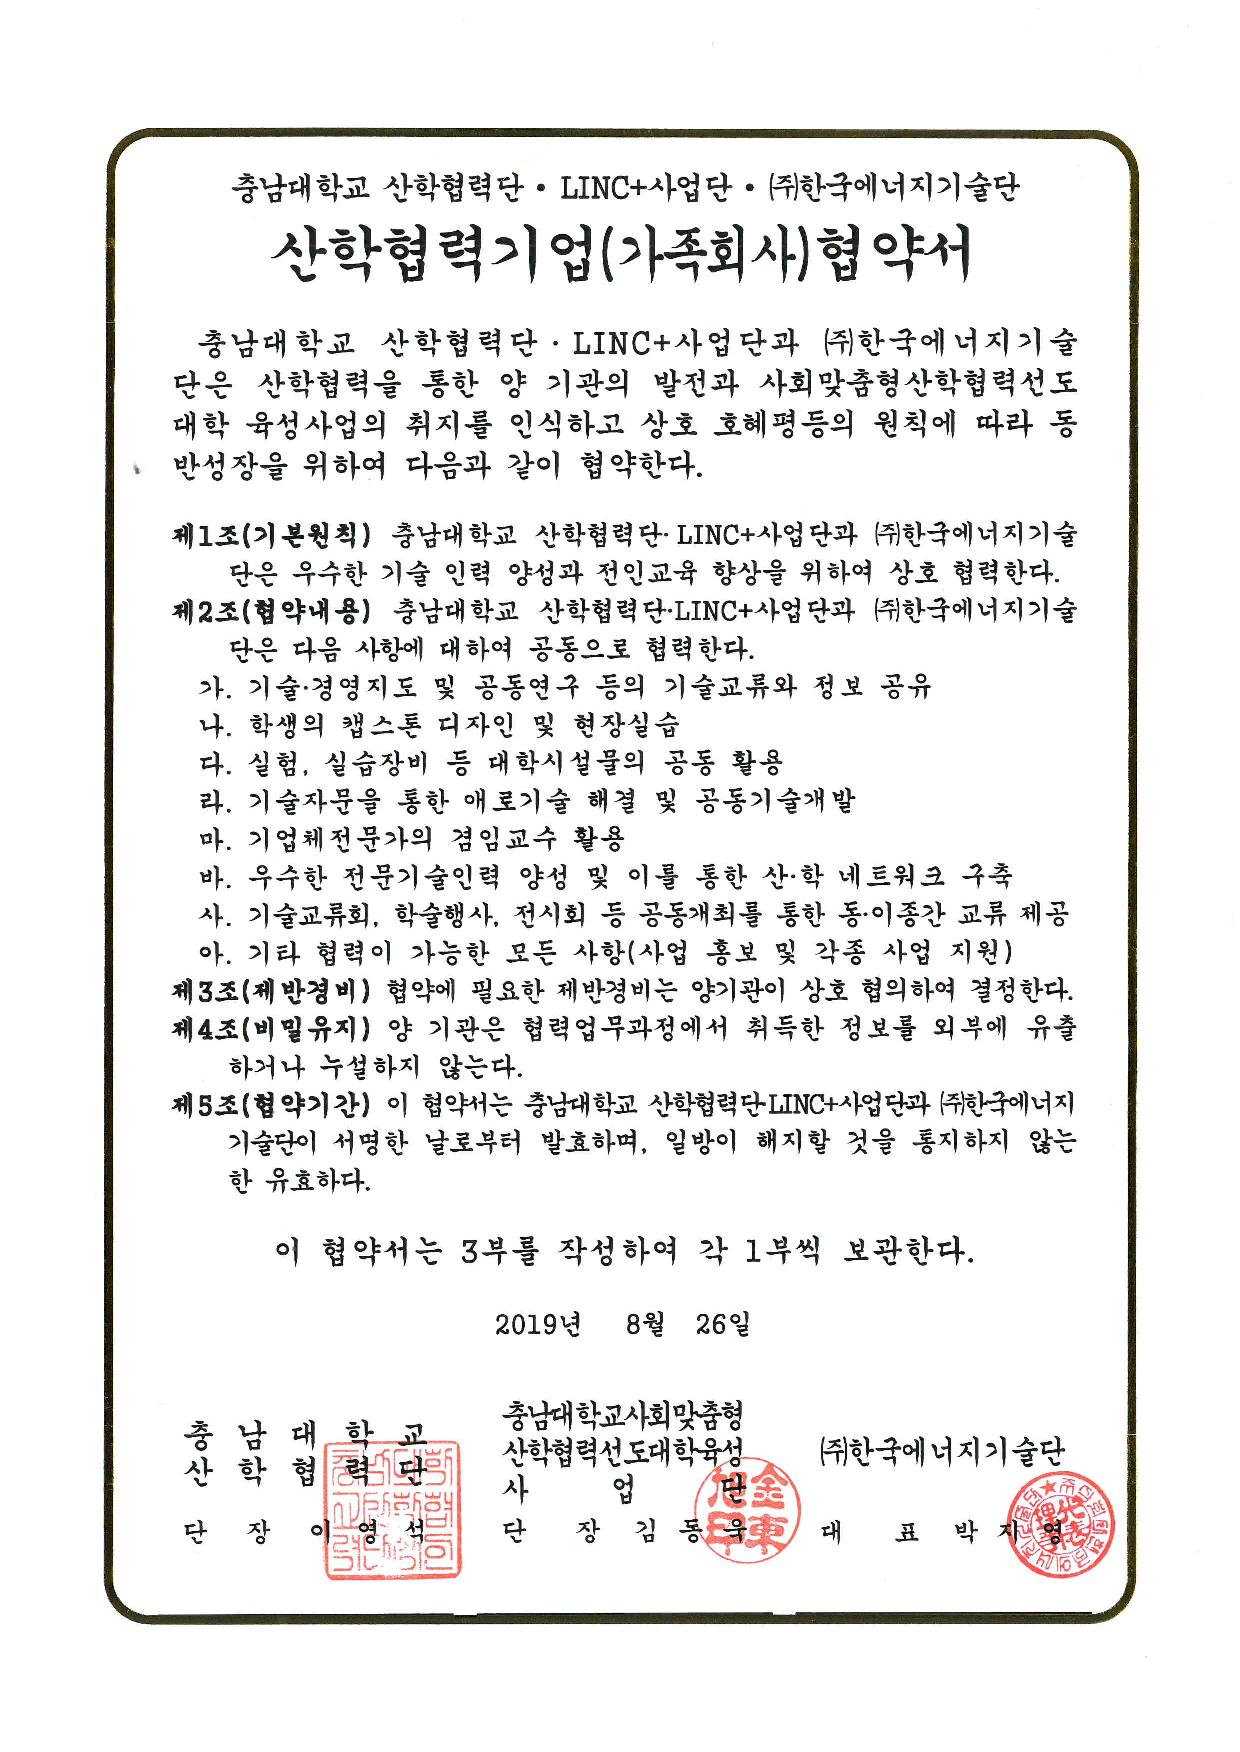 충남대학교 산학협력단 • LINC+사업단 • ㈜한국에너지기술단
산학협력기업(가족회사)협약서
충남대학교 산학협력단 · LINC+사업단과 ㈜한국에너지기술
단은 산학협력을 통한 양 기관의 발전과 사회맞춤형산학협력선도
대학 육성사업의 취지를 인식하고 상호 호혜평등의 원칙에 따라 동
반성장을 위하여 다음과 같이 협약한다.
제1조(기본원칙) 충남대학교 산학협력단·LINC+사업단과 ㈜한국에너지기술
단은 우수한 기술 인력 양성과 전인교육 향상을 위하여 상호 협력한다.
제2조(협약내용) 충남대학교 산학협력단·LINC+사업단과 ㈜한국에너지기술
단은 다음 사항에 대하여 공동으로 협력한다.
가. 기술·경영지도 및 공동연구 등의 기술교류와 정보 공유
나. 학생의 캡스톤 디자인 및 현장실습
다. 실험, 실습장비 등 대학시설물의 공동 활용
라. 기술자문을 통한 애로기술 해결 및 공동기술개발
마. 기업체전문가의 겸임교수 활용
바. 우수한 전문기술인력 양성 및 이를 통한 산·학 네트워크 구축
사. 기술교류회, 학술행사, 전시회 등 공동개최를 통한 동·이종간 교류 제공
아. 기타 협력이 가능한 모든 사항(사업 홍보 및 각종 사업 지원)
제3조(제반경비) 협약에 필요한 제반경비는 양기관이 상호 협의하여 결정한다.
제4조(비밀유지) 양 기관은 협력업무과정에서 취득한 정보를 외부에 유출
하거나 누설하지 않는다.
제5조(협약기간) 이 협약서는 충남대학교 산학협력단·LINC+사업단과 ㈜한국에너지
기술단이 서명한 날로부터 발효하며, 일방이 해지할 것을 통지하지 않는
한 유효하다.
이 협약서는 3부를 작성하여 각 1부씩 보관한다.
2019년 8월 26일
충남대학교
산학협력단
단 장 이영석
충남대학교사회맞춤형
산학협력선도대학육성
사 업 단
단 장 김동욱
金東旭印
㈜한국에너지기술단
대 표 박지영